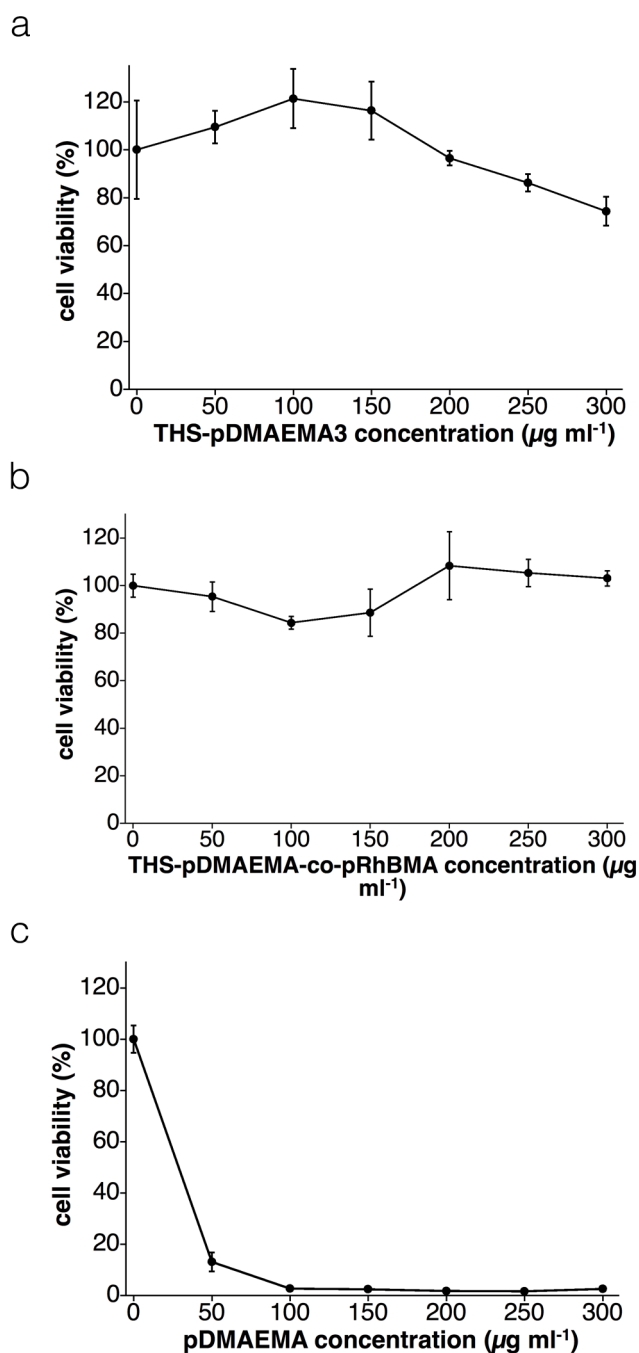 a
cell viability (%)
120
100
80
60
40
20
0
0 50 100 150 200 250 300
THS-pDMAEMA3 concentration (µg ml⁻¹)
b
cell viability (%)
120
100
80
60
40
20
0
0 50 100 150 200 250 300
THS-pDMAEMA-co-pRhBMA concentration (µg
ml⁻¹)
c
cell viability (%)
120
100
80
60
40
20
0
0 50 100 150 200 250 300
pDMAEMA concentration (µg ml⁻¹)